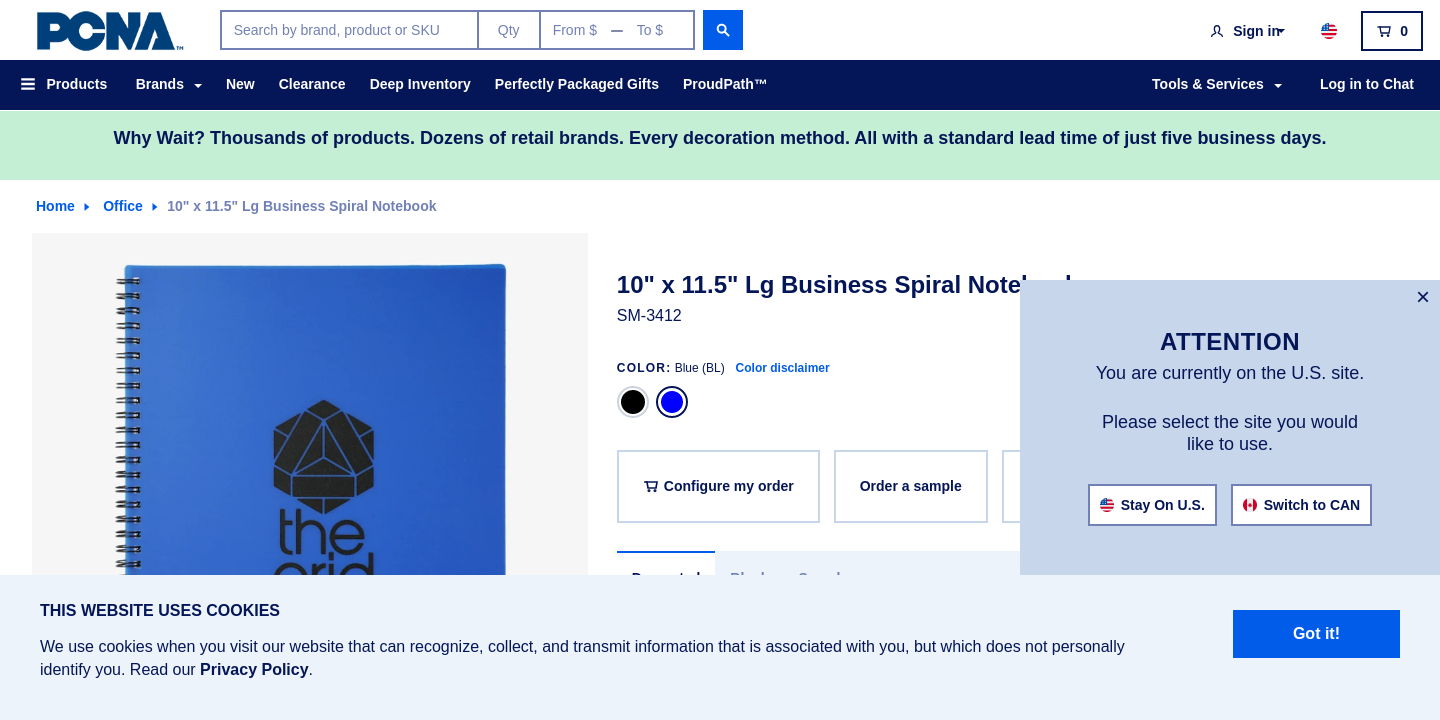 PCNA™
Search by brand, product or SKU
Qty
From $ — To $
Sign in
0
Products
Brands
New
Clearance
Deep Inventory
Perfectly Packaged Gifts
ProudPath™
Tools & Services
Log in to Chat
Why Wait? Thousands of products. Dozens of retail brands. Every decoration method. All with a standard lead time of just five business days.
Home
Office
10" x 11.5" Lg Business Spiral Notebook
the
grid
10" x 11.5" Lg Business Spiral Notebook
SM-3412
COLOR: Blue (BL) Color disclaimer
Configure my order
Order a sample
×
ATTENTION
You are currently on the U.S. site.
Please select the site you would
like to use.
Stay On U.S.
Switch to CAN
THIS WEBSITE USES COOKIES
We use cookies when you visit our website that can recognize, collect, and transmit information that is associated with you, but which does not personally
identify you. Read our Privacy Policy.
Got it!